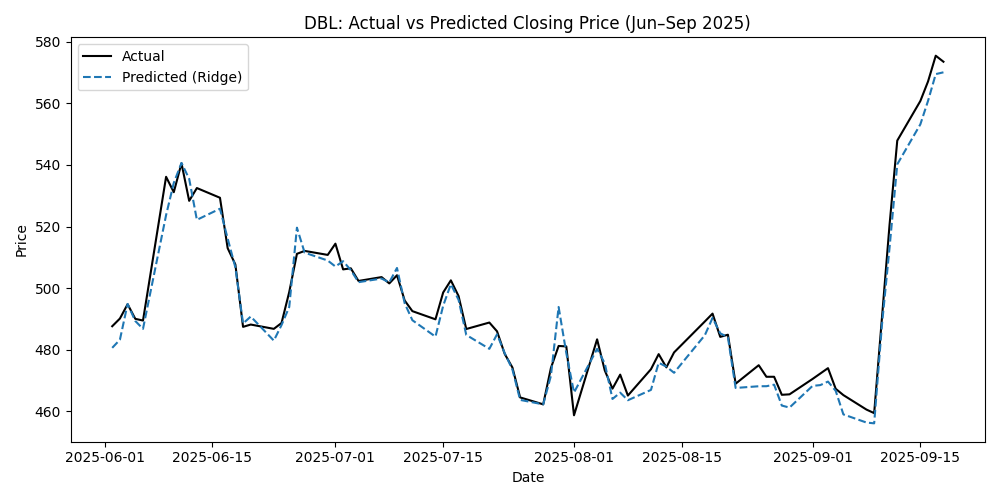 DBL: Actual vs Predicted Closing Price (Jun–Sep 2025)
Actual
Predicted (Ridge)
Price
580
560
540
520
500
480
460
2025-06-01 2025-06-15 2025-07-01 2025-07-15 2025-08-01 2025-08-15 2025-09-01 2025-09-15
Date